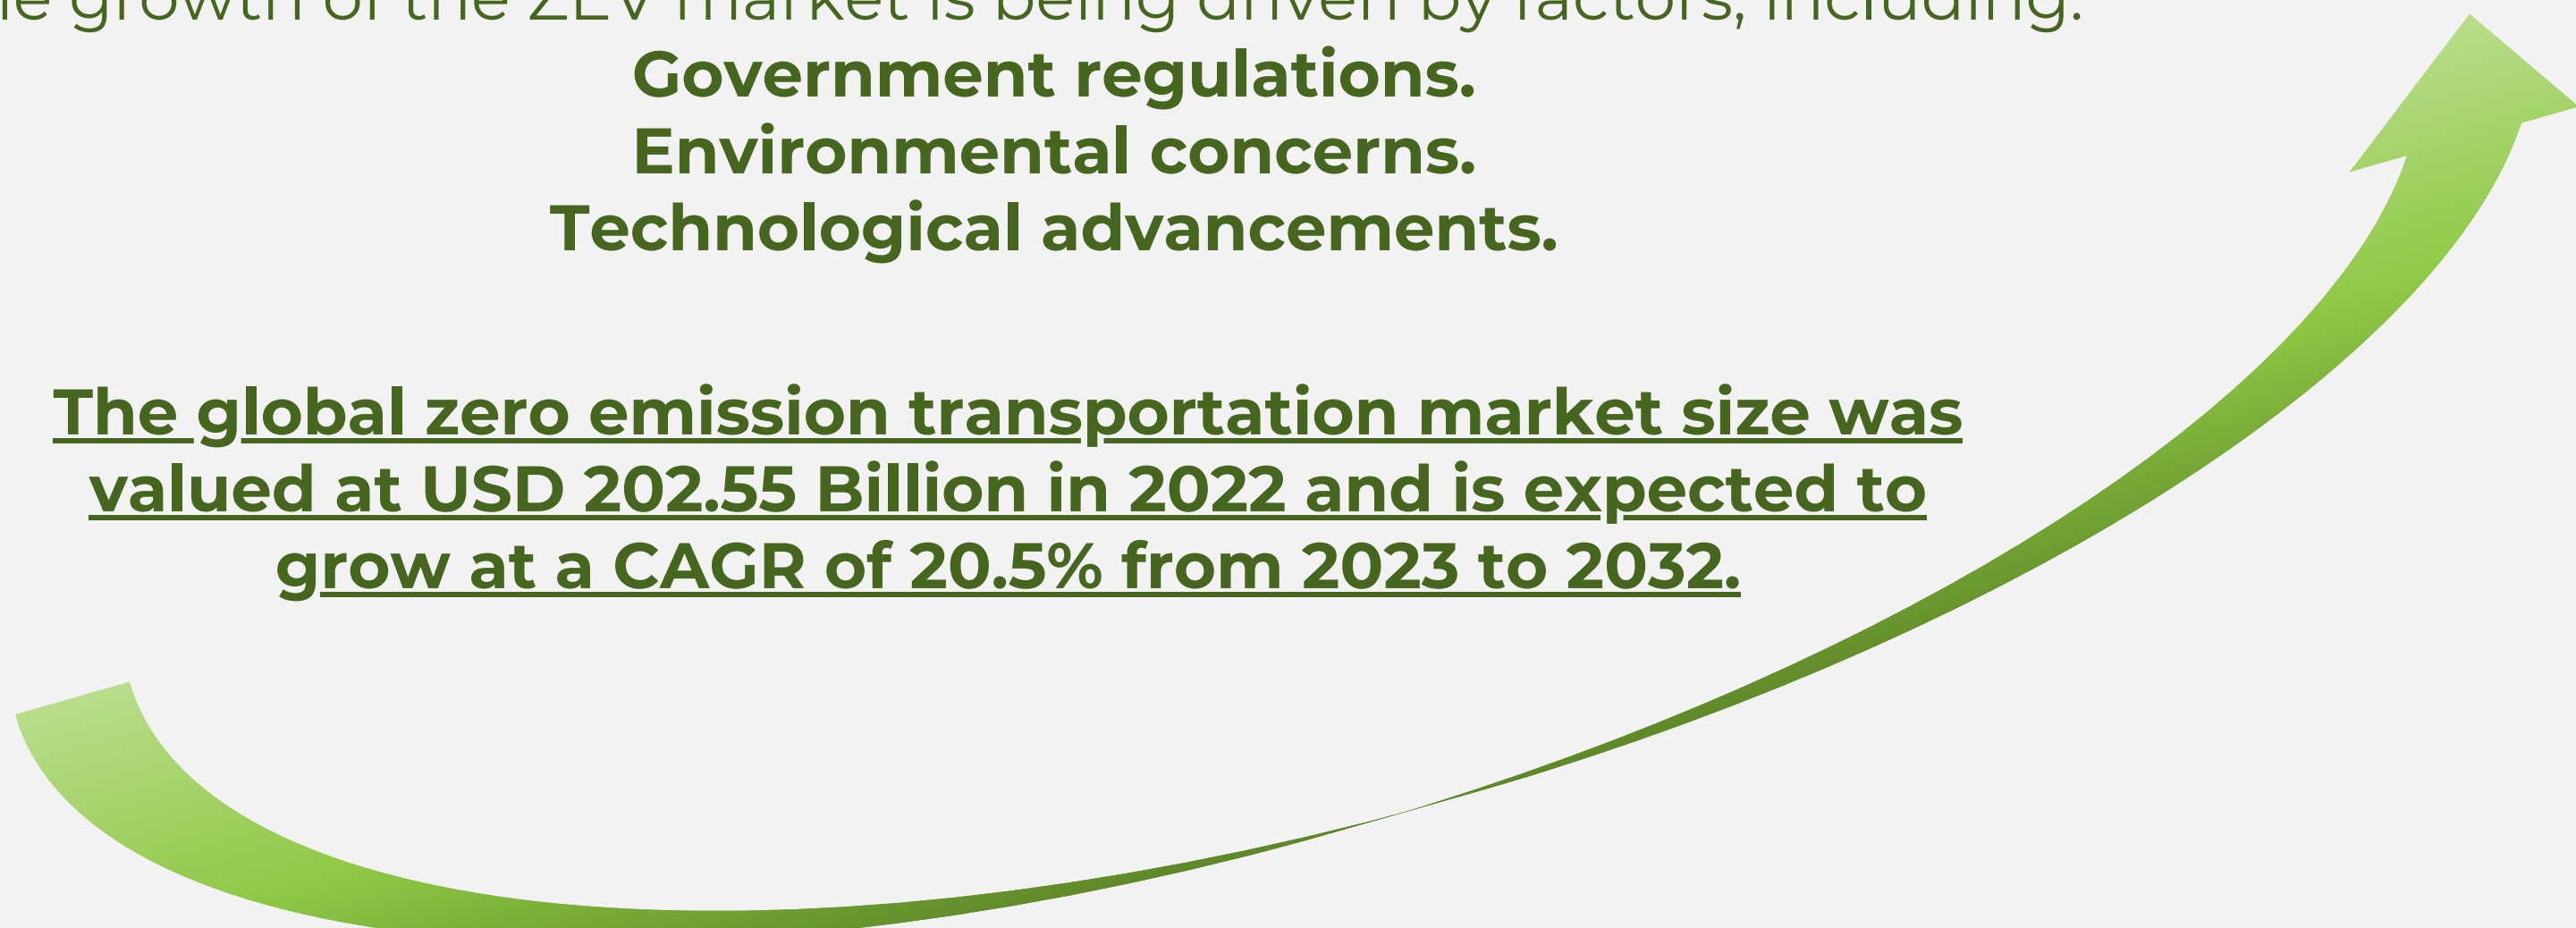 growth of the ZEV market is being driven by factors, including:
Government regulations.
Environmental concerns.
Technological advancements.
The global zero emission transportation market size was
valued at USD 202.55 Billion in 2022 and is expected to
grow at a CAGR of 20.5% from 2023 to 2032.